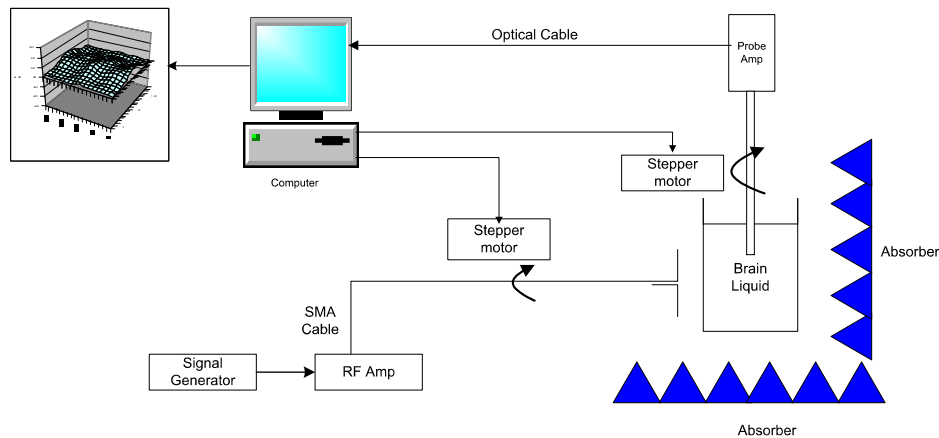 Optical Cable
Probe
Amp
Computer
Stepper
motor
Stepper
motor
Absorber
Brain
Liquid
SMA
Cable
Signal
Generator
RF Amp
Absorber